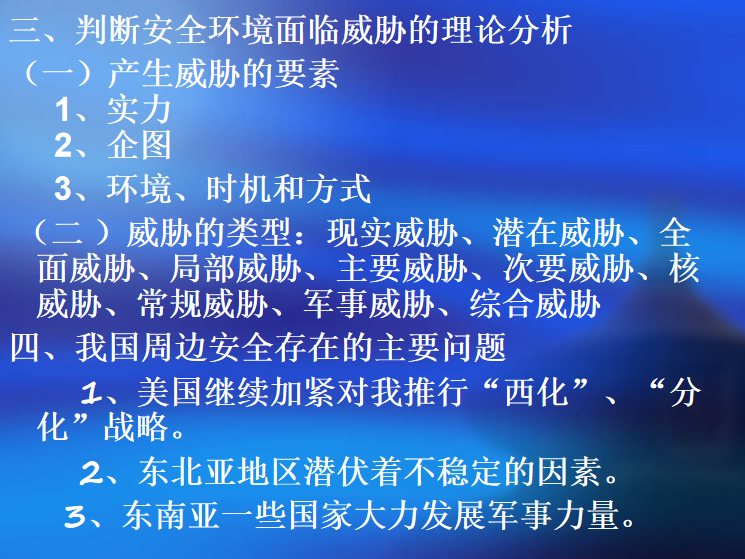 三、判断安全环境面临威胁的理论分析
（一）产生威胁的要素
1、实力
2、企图
3、环境、时机和方式
（二 ）威胁的类型：现实威胁、潜在威胁、全
面威胁、局部威胁、主要威胁、次要威胁、核
威胁、常规威胁、军事威胁、综合威胁
四、我国周边安全存在的主要问题
1、美国继续加紧对我推行“西化”、“分
化”战略。
2、东北亚地区潜伏着不稳定的因素。
3、东南亚一些国家大力发展军事力量。